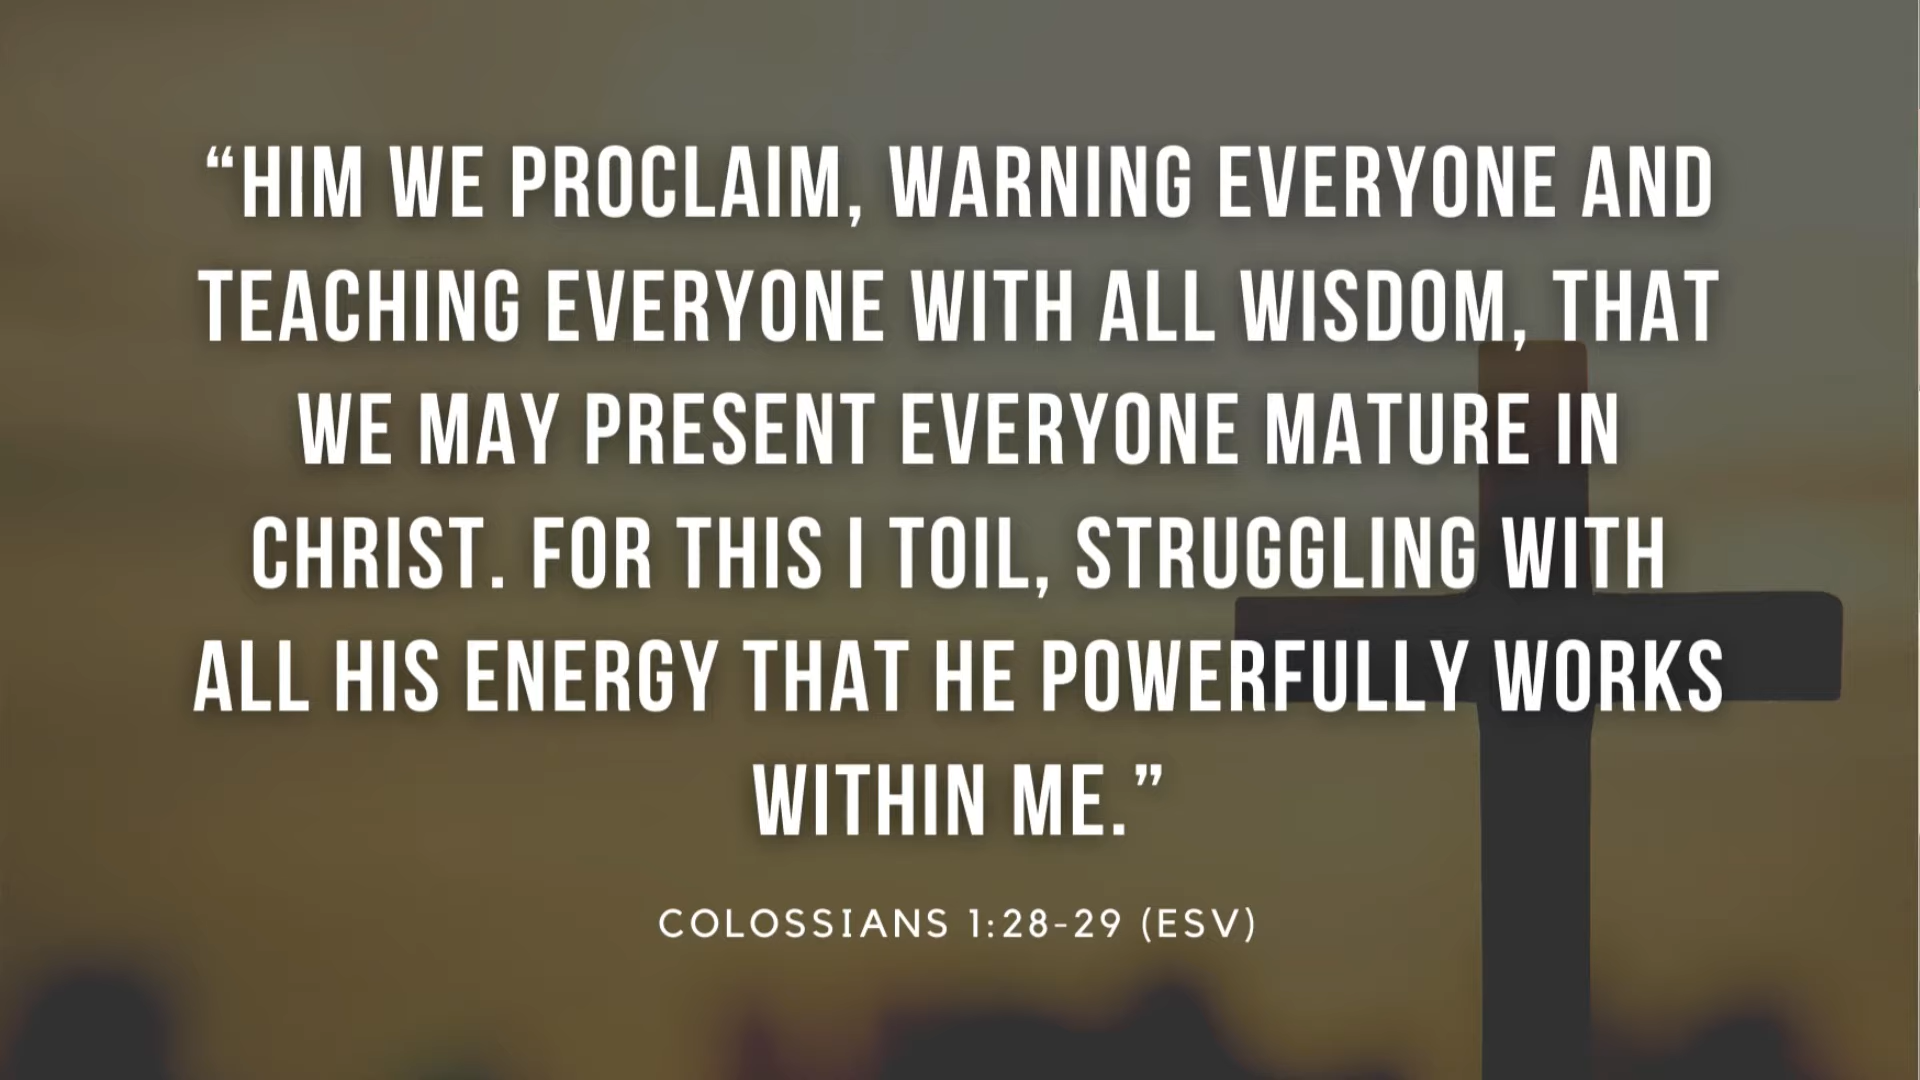 “HIM WE PROCLAIM, WARNING EVERYONE AND
TEACHING EVERYONE WITH ALL WISDOM, THAT
WE MAY PRESENT EVERYONE MATURE IN
CHRIST. FOR THIS I TOIL, STRUGGLING WITH
ALL HIS ENERGY THAT HE POWERFULLY WORKS
WITHIN ME.”
COLOSSIANS 1:28-29 (ESV)